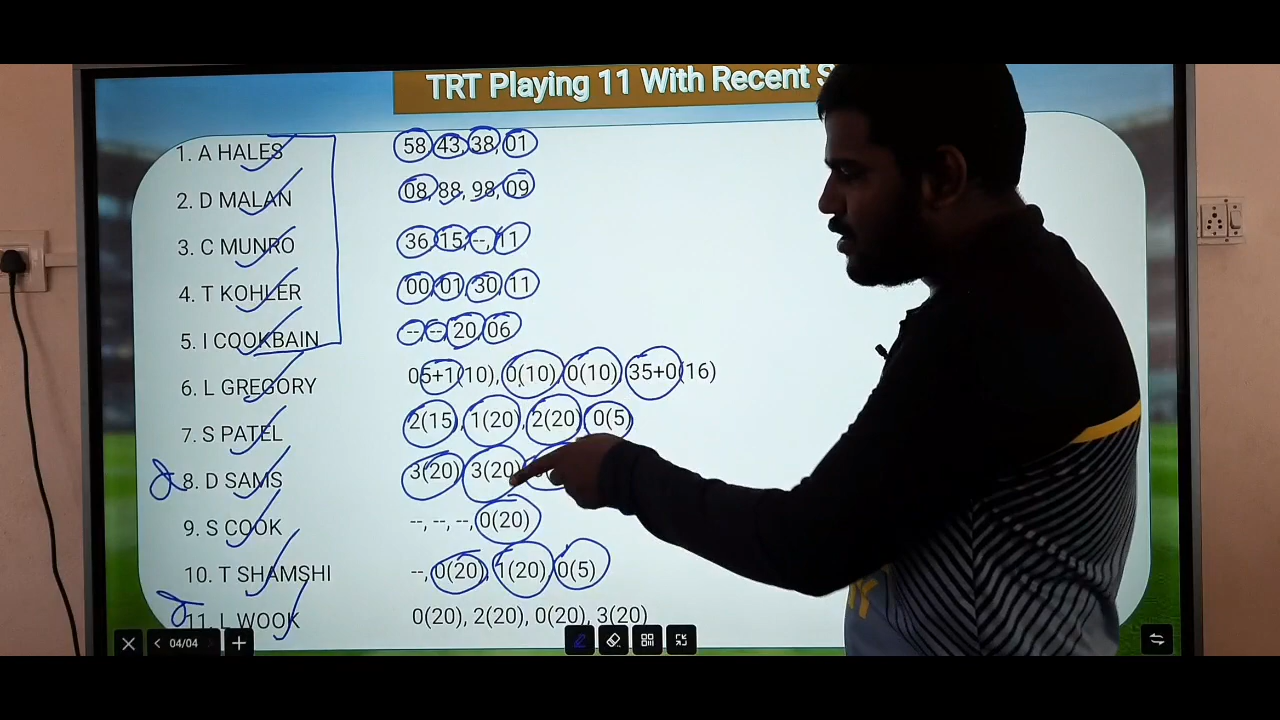 TRT Playing 11 With Recent
1. A HALES 58, 43, 38, 01
2. D MALAN 08, 88, 98, 09
3. C MUNRO 36, 15, --, 11
4. T KOHLER 00, 01, 30, 11
5. I COOKBAIN --, --, 20, 06
6. L GREGORY 05+1(10), 0(10), 0(10), 35+0(16)
7. S PATEL 2(15), 1(20), 2(20), 0(5)
8. D SAMS 3(20), 3(20)
9. S COOK --, --, --, 0(20)
10. T SHAMSHI --, 0(20), 1(20), 0(5)
11. L WOOK 0(20), 2(20), 0(20), 3(20)
04/04